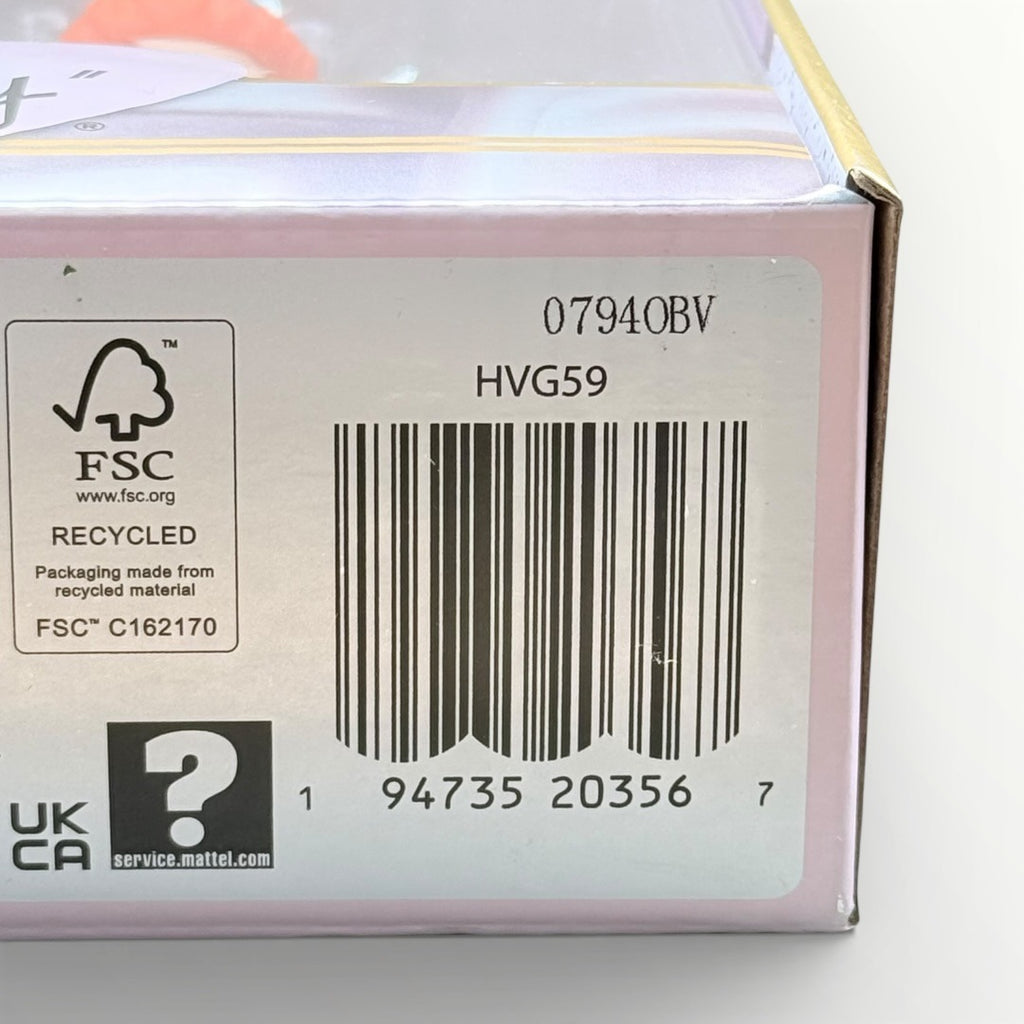 ®
07940BV
HVG59
™
FSC
www.fsc.org
RECYCLED
Packaging made from
recycled material
FSC™ C162170
UK
CA
service.mattel.com
1 94735 20356 7